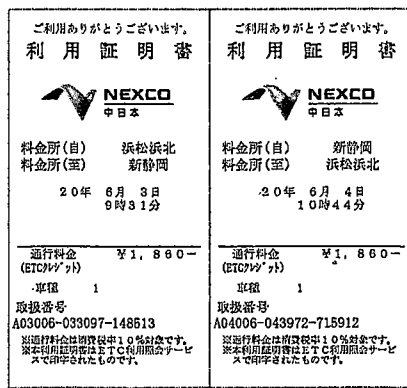 ご利用ありがとうございます。
利用証明書
NEXCO
中日本
料金所(自) 浜松浜北
料金所(至) 新静岡
20年 6月 3日
9時31分
通行料金 ¥1,860-
(ETCクレジット)
車種 1
取扱番号
A03006-033097-148613
※通行料金は消費税率10%対象です。
※本利用証明書はETC利用照会サービ
スで印字されたものです。
ご利用ありがとうございます。
利用証明書
NEXCO
中日本
料金所(自) 新静岡
料金所(至) 浜松浜北
20年 6月 4日
10時44分
通行料金 ¥1,860-
(ETCクレジット)
車種 1
取扱番号
A04006-043972-715912
※通行料金は消費税率10%対象です。
※本利用証明書はETC利用照会サービ
スで印字されたものです。